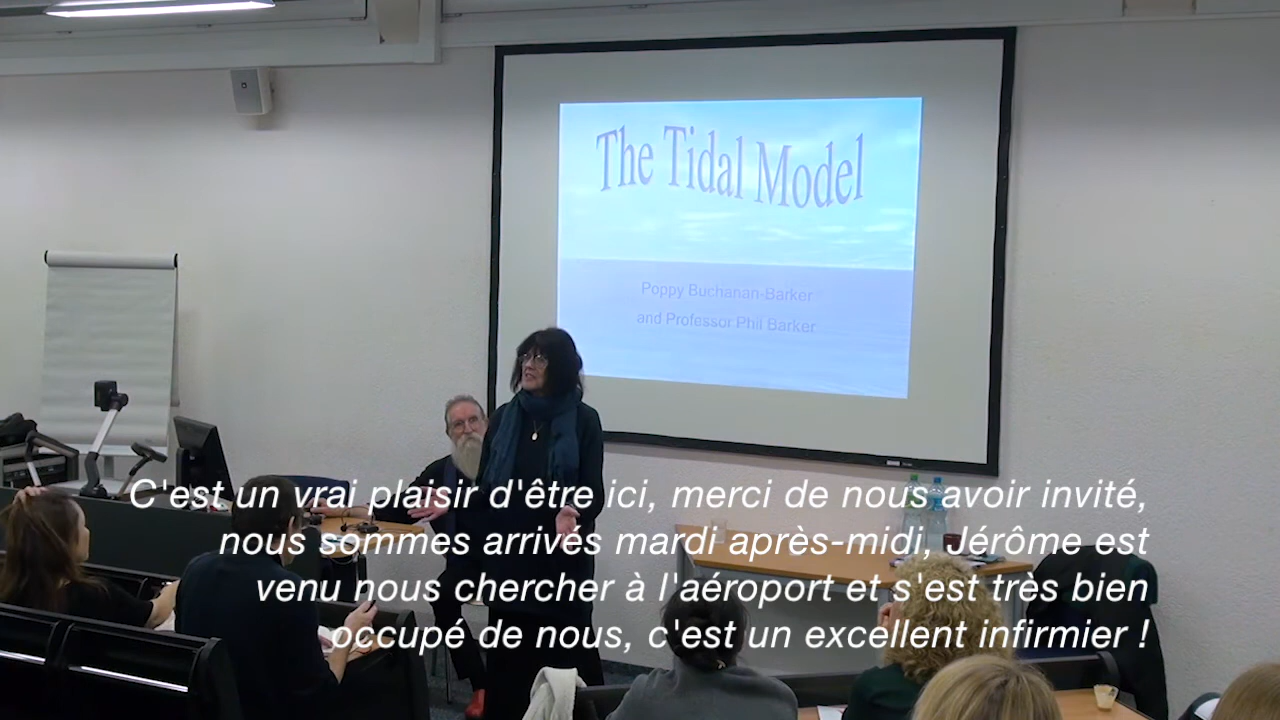 The Tidal Model
Poppy Buchanan-Barker
and Professor Phil Barker
C'est un vrai plaisir d'être ici, merci de nous avoir invité,
nous sommes arrivés mardi après-midi, Jérôme est
venu nous chercher à l'aéroport et s'est très bien
occupé de nous, c'est un excellent infirmier !